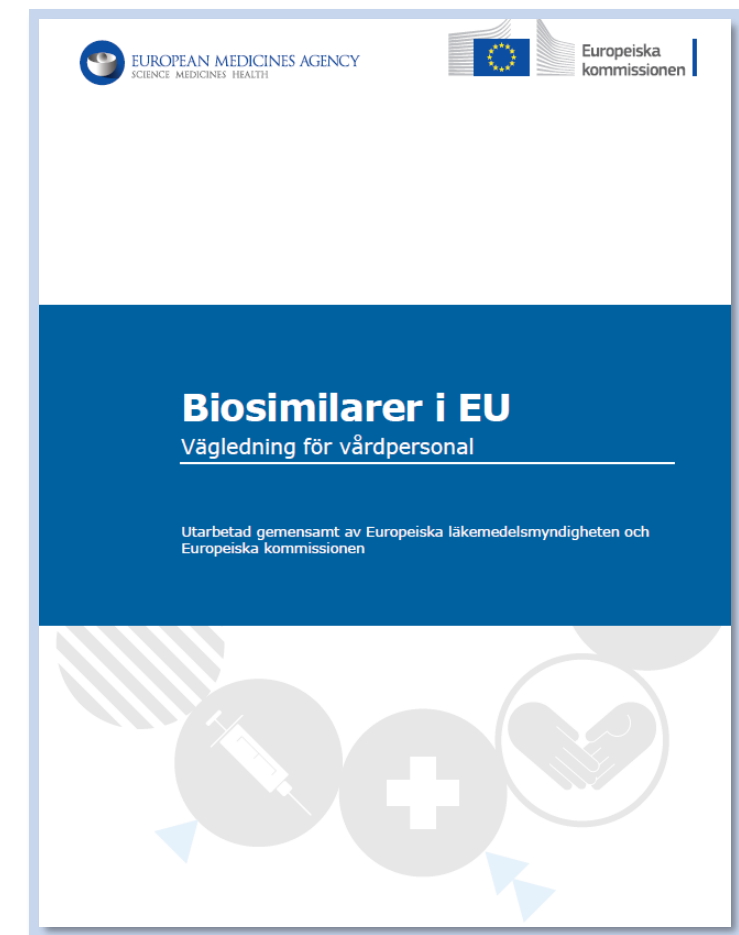 EUROPEAN MEDICINES AGENCY
SCIENCE MEDICINES HEALTH
Europeiska
kommissionen
Biosimilarer i EU
Vägledning för vårdpersonal
Utarbetad gemensamt av Europeiska läkemedelsmyndigheten och
Europeiska kommissionen